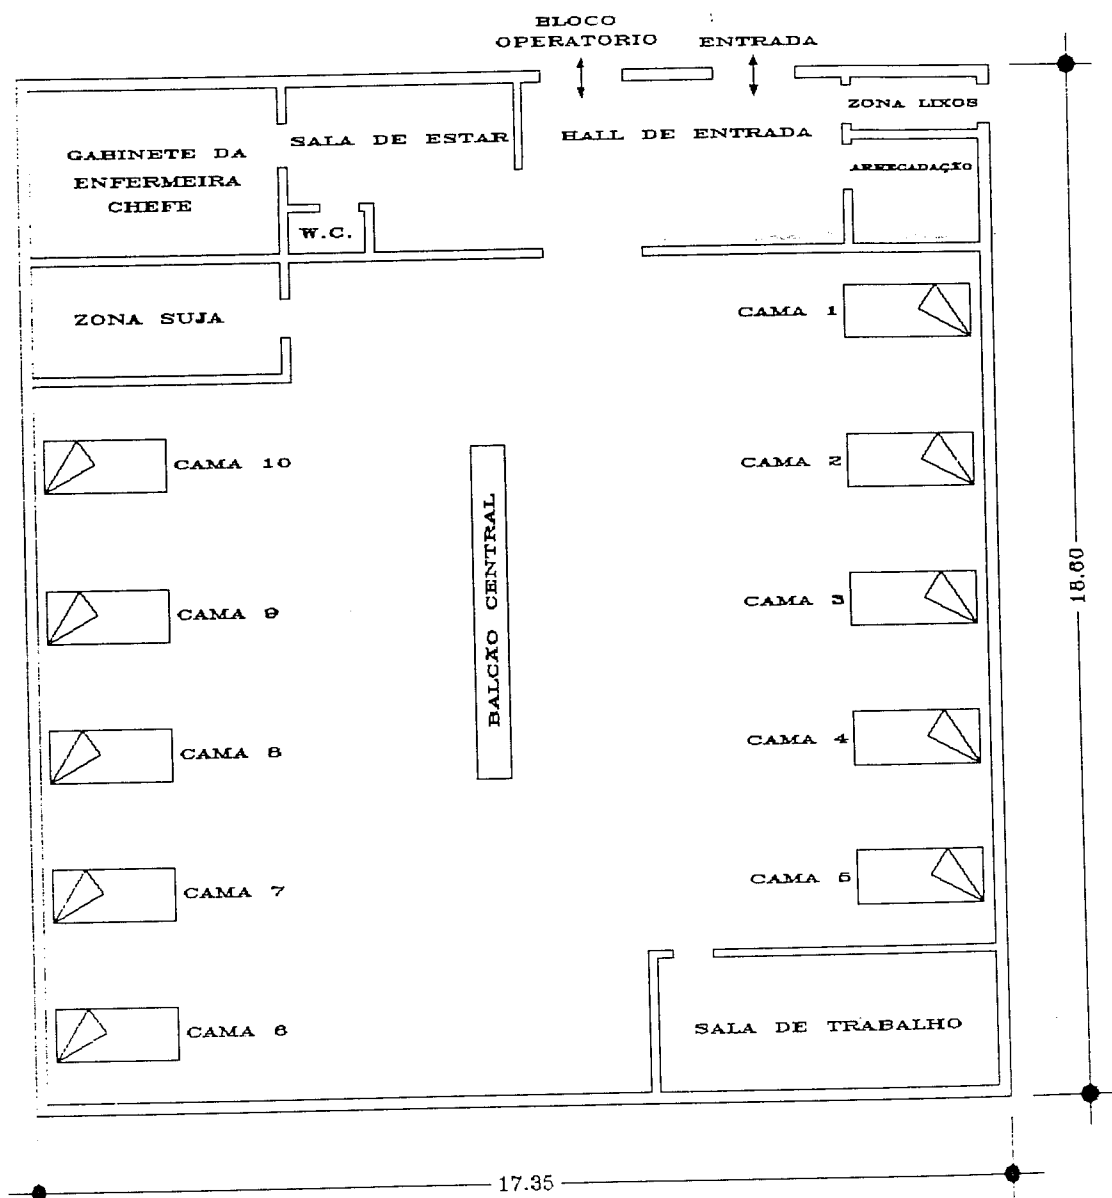 BLOCO
OPERATORIO
ENTRADA
ZONA LIXOS
HALL DE ENTRADA
SALA DE ESTAR
GABINETE DA
ENFERMEIRA
CHEFE
ARRECADAÇÃO
W.C.
ZONA SUJA
CAMA 1
CAMA 10
CAMA 2
BALCÃO CENTRAL
CAMA 9
CAMA 3
CAMA 8
CAMA 4
CAMA 7
CAMA 5
CAMA 6
SALA DE TRABALHO
18.60
17.35